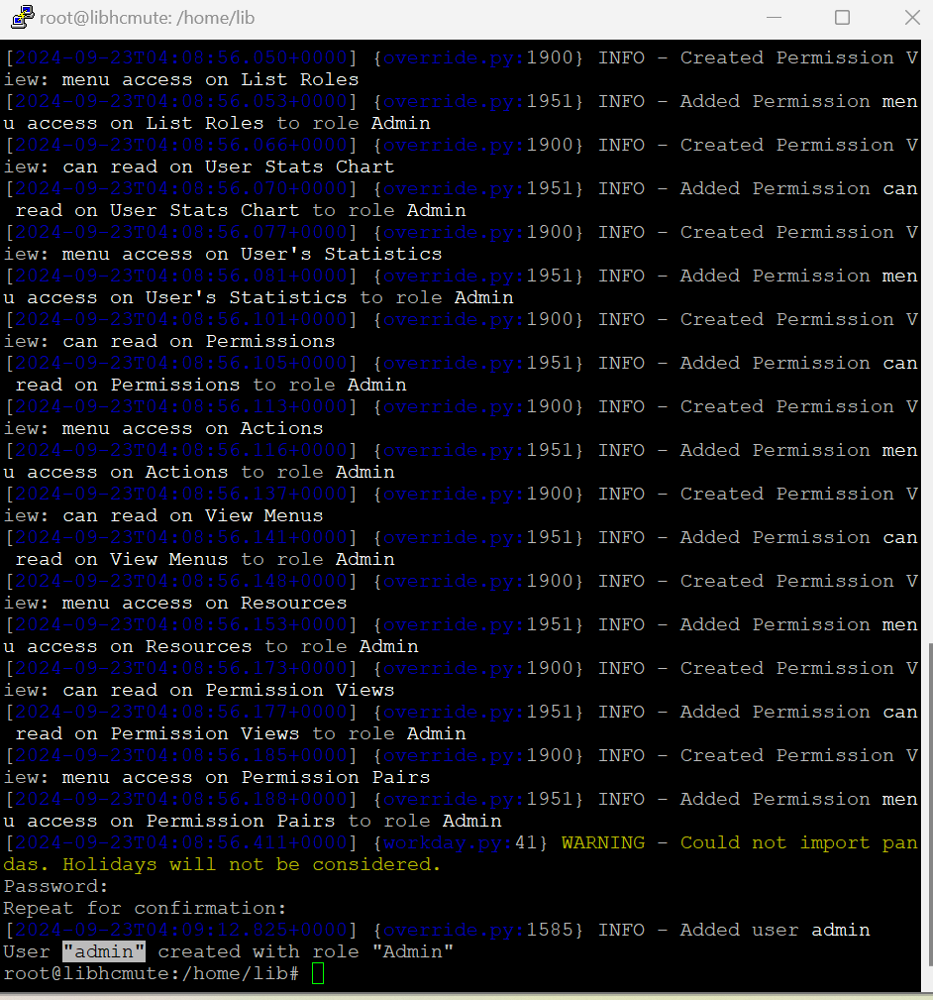 root@libhcmute: /home/lib
[2024-09-23T04:08:56.050+0000] {override.py:1900} INFO - Created Permission V
iew: menu access on List Roles
[2024-09-23T04:08:56.053+0000] {override.py:1951} INFO - Added Permission men
u access on List Roles to role Admin
[2024-09-23T04:08:56.066+0000] {override.py:1900} INFO - Created Permission V
iew: can read on User Stats Chart
[2024-09-23T04:08:56.070+0000] {override.py:1951} INFO - Added Permission can
 read on User Stats Chart to role Admin
[2024-09-23T04:08:56.077+0000] {override.py:1900} INFO - Created Permission V
iew: menu access on User's Statistics
[2024-09-23T04:08:56.081+0000] {override.py:1951} INFO - Added Permission men
u access on User's Statistics to role Admin
[2024-09-23T04:08:56.101+0000] {override.py:1900} INFO - Created Permission V
iew: can read on Permissions
[2024-09-23T04:08:56.105+0000] {override.py:1951} INFO - Added Permission can
 read on Permissions to role Admin
[2024-09-23T04:08:56.113+0000] {override.py:1900} INFO - Created Permission V
iew: menu access on Actions
[2024-09-23T04:08:56.116+0000] {override.py:1951} INFO - Added Permission men
u access on Actions to role Admin
[2024-09-23T04:08:56.137+0000] {override.py:1900} INFO - Created Permission V
iew: can read on View Menus
[2024-09-23T04:08:56.141+0000] {override.py:1951} INFO - Added Permission can
 read on View Menus to role Admin
[2024-09-23T04:08:56.148+0000] {override.py:1900} INFO - Created Permission V
iew: menu access on Resources
[2024-09-23T04:08:56.153+0000] {override.py:1951} INFO - Added Permission men
u access on Resources to role Admin
[2024-09-23T04:08:56.173+0000] {override.py:1900} INFO - Created Permission V
iew: can read on Permission Views
[2024-09-23T04:08:56.177+0000] {override.py:1951} INFO - Added Permission can
 read on Permission Views to role Admin
[2024-09-23T04:08:56.185+0000] {override.py:1900} INFO - Created Permission V
iew: menu access on Permission Pairs
[2024-09-23T04:08:56.188+0000] {override.py:1951} INFO - Added Permission men
u access on Permission Pairs to role Admin
[2024-09-23T04:08:56.411+0000] {workday.py:41} WARNING - Could not import pan
das. Holidays will not be considered.
Password:
Repeat for confirmation:
[2024-09-23T04:09:12.825+0000] {override.py:1585} INFO - Added user admin
User "admin" created with role "Admin"
root@libhcmute:/home/lib#